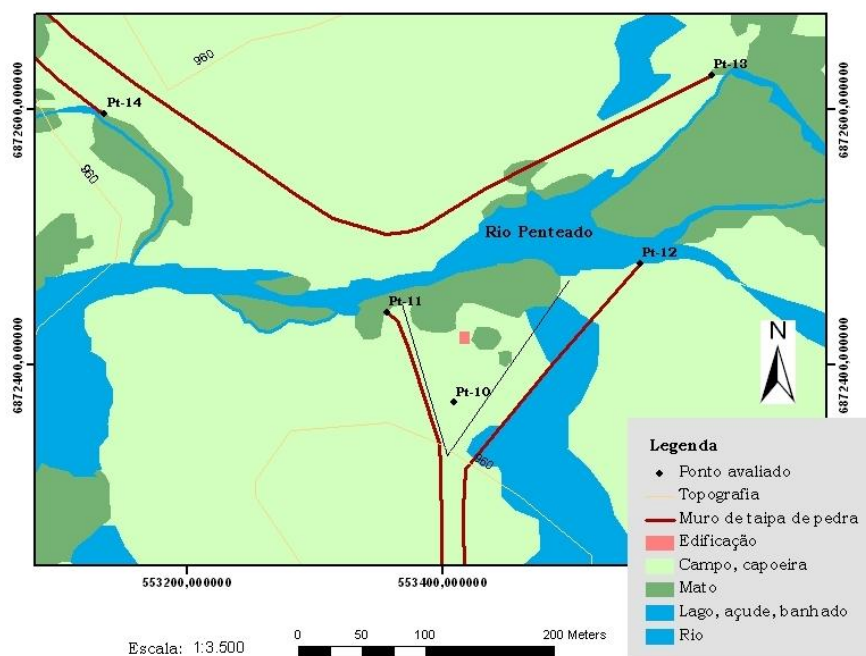 960
Pt-13
Pt-14
6872600,000000
6872600,000000
960
Rio Penteado
Pt-12
Pt-11
N
6872400,000000
6872400,000000
Pt-10
960
Legenda
Ponto avaliado
Topografia
Muro de taipa de pedra
Edificação
Campo, capoeira
Mato
Lago, açude, banhado
Rio
553200,000000
553400,000000
Escala: 1:3.500
0 50 100 200 Meters